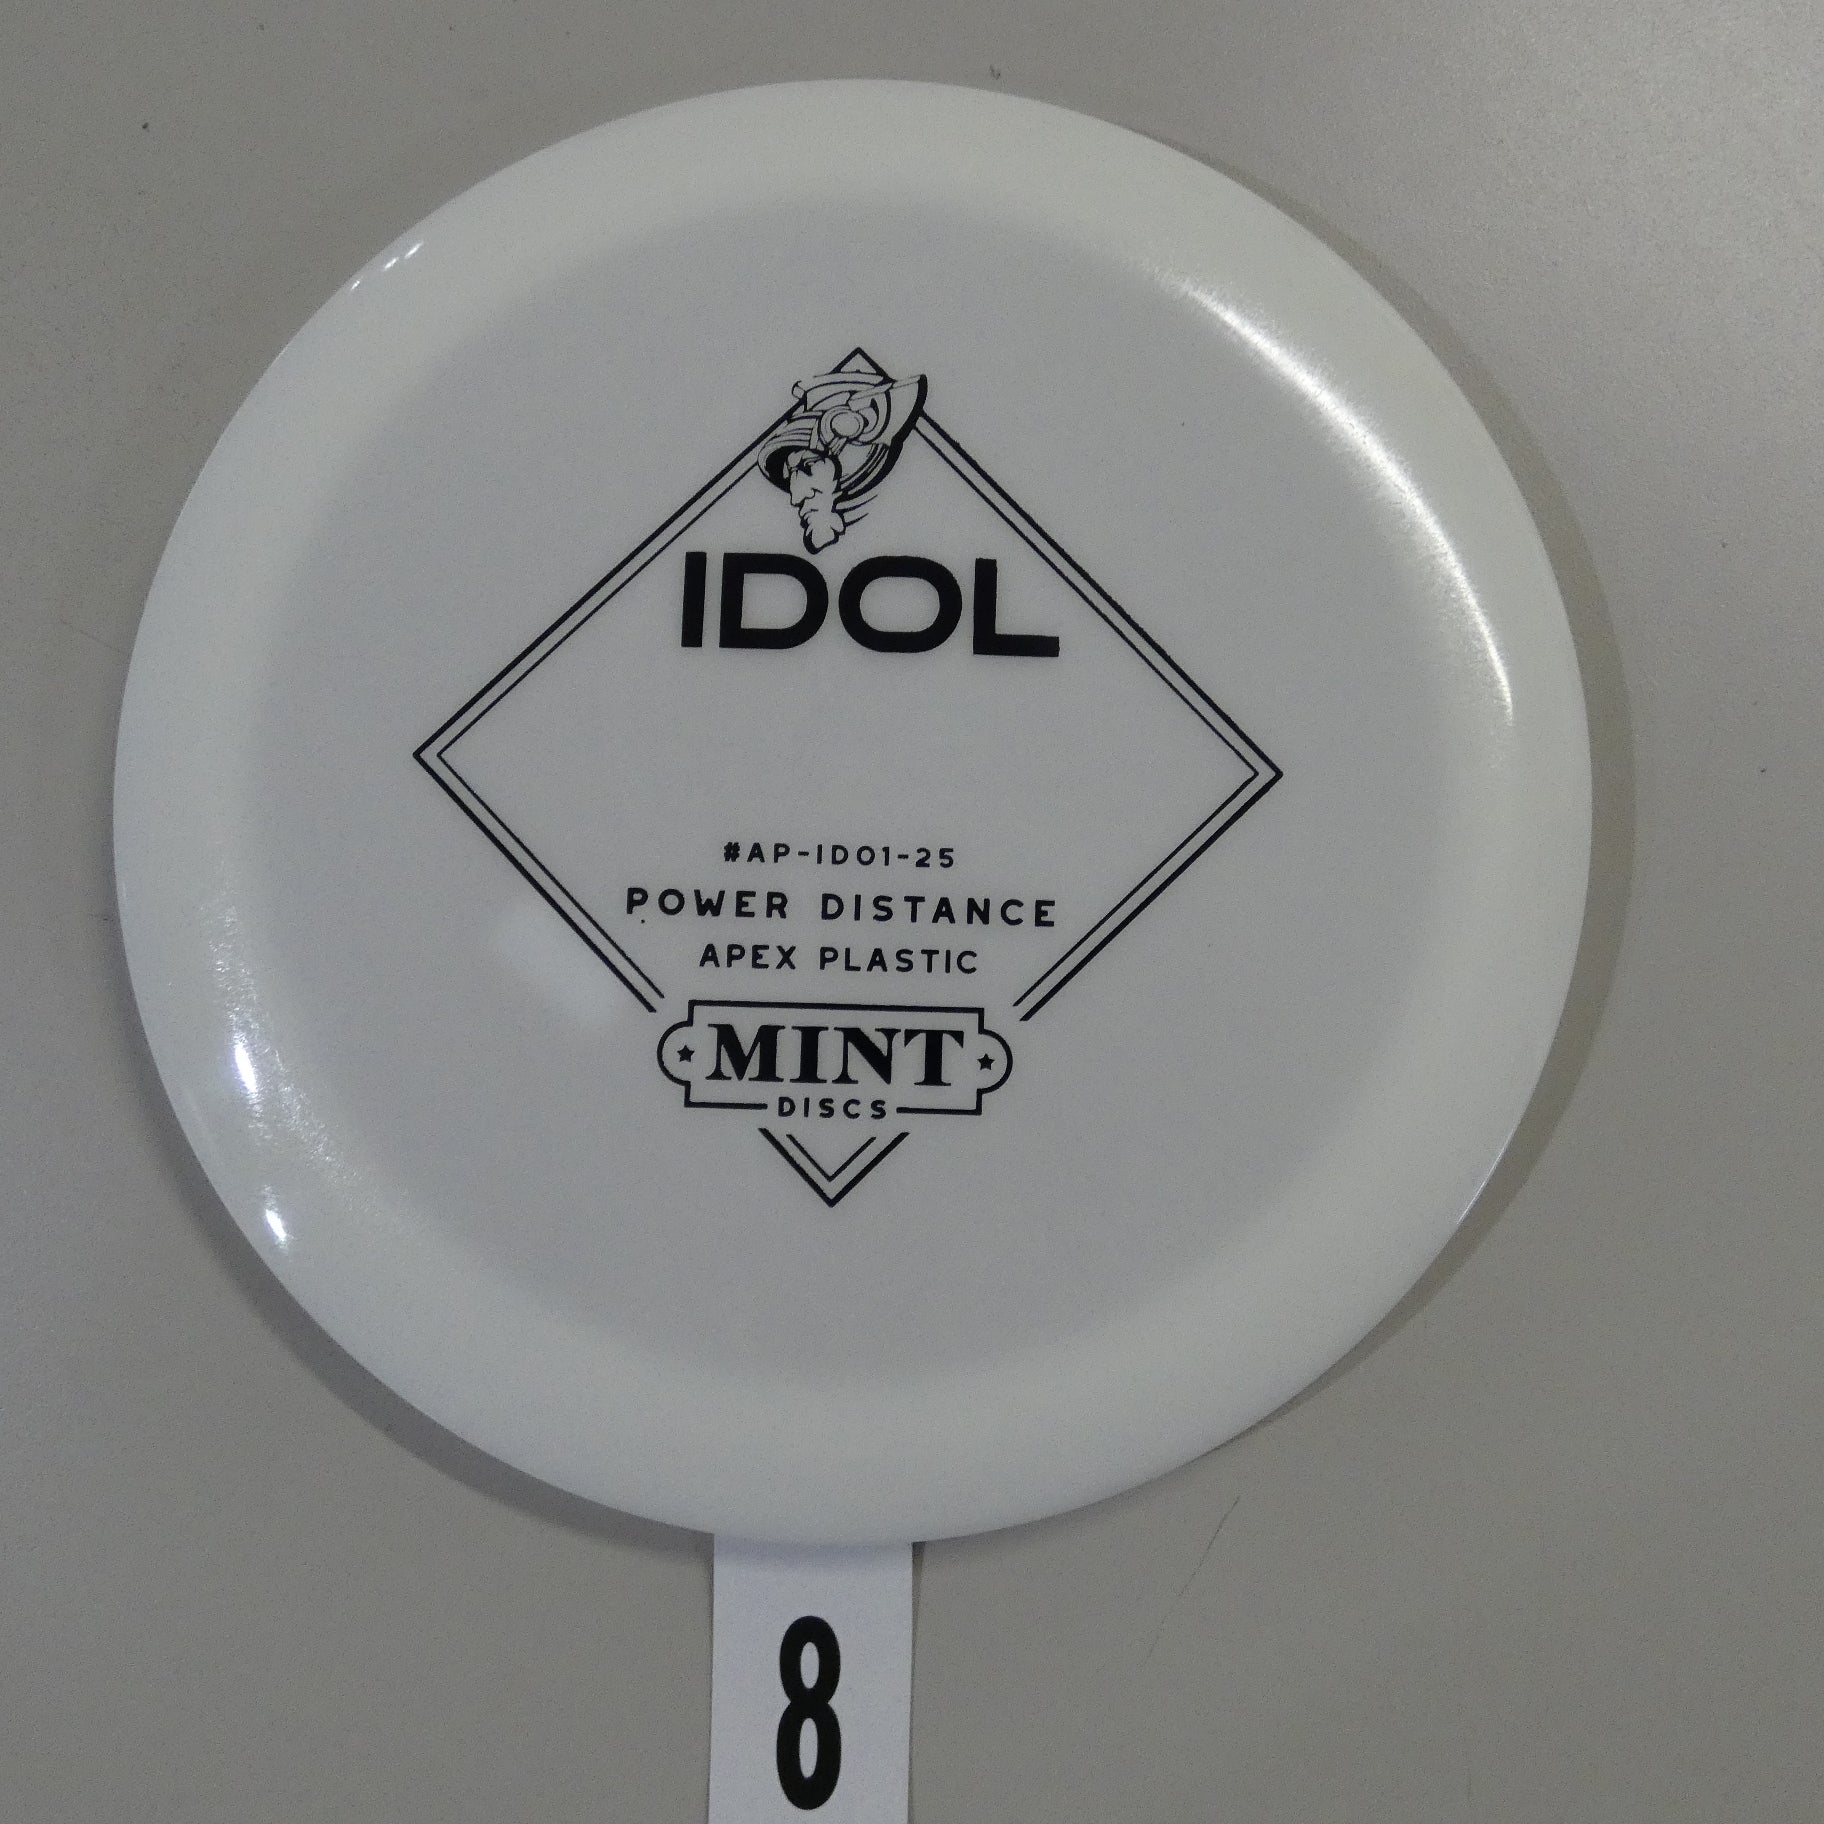 IDOL
#AP-ID01-25
POWER DISTANCE
APEX PLASTIC
MINT
DISCS
8